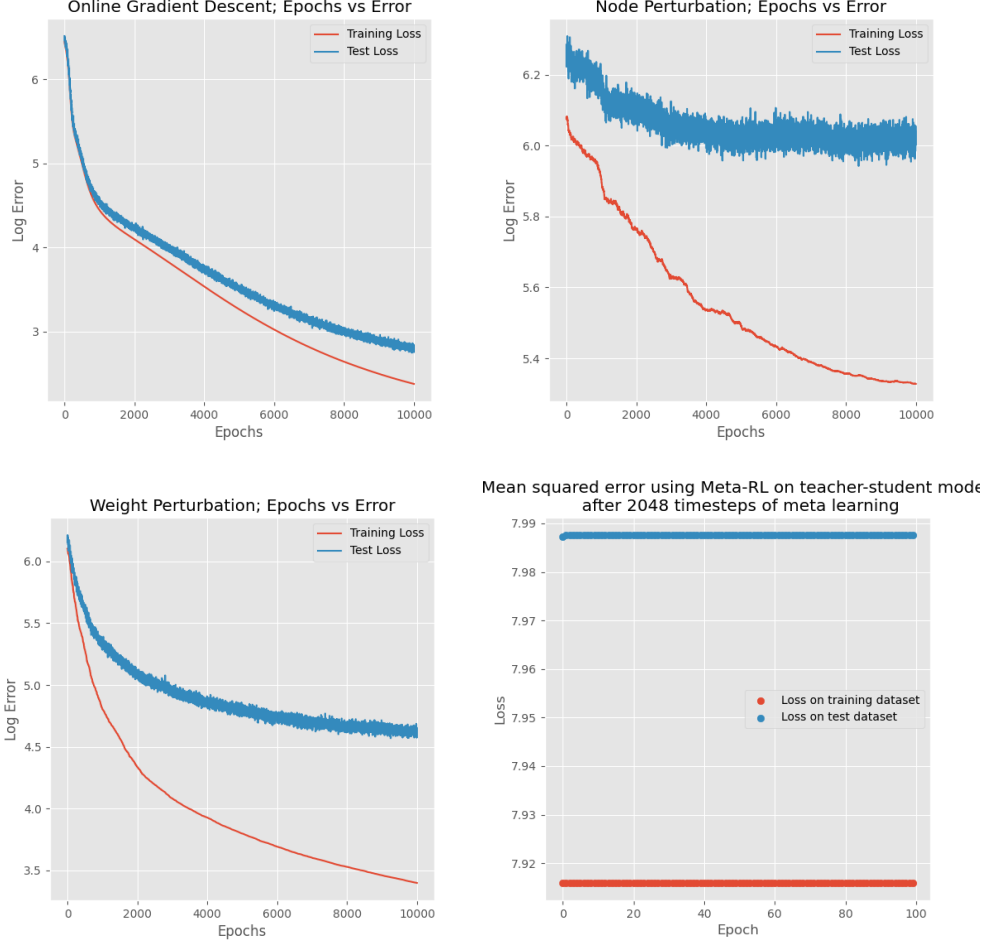 Online Gradient Descent; Epochs vs Error
Training Loss
Test Loss
Log Error
6
5
4
3
0 2000 4000 6000 8000 10000
Epochs
Node Perturbation; Epochs vs Error
Training Loss
Test Loss
Log Error
6.2
6.0
5.8
5.6
5.4
0 2000 4000 6000 8000 10000
Epoch
Weight Perturbation; Epochs vs Error
Training Loss
Test Loss
Log Error
6.0
5.5
5.0
4.5
4.0
3.5
0 2000 4000 6000 8000 10000
Epochs
Mean squared error using Meta-RL on teacher-student mode
after 2048 timesteps of meta learning
7.99
7.98
7.97
7.96
7.95
7.94
7.93
7.92
Loss
Loss on training dataset
Loss on test dataset
0 20 40 60 80 100
Epoch